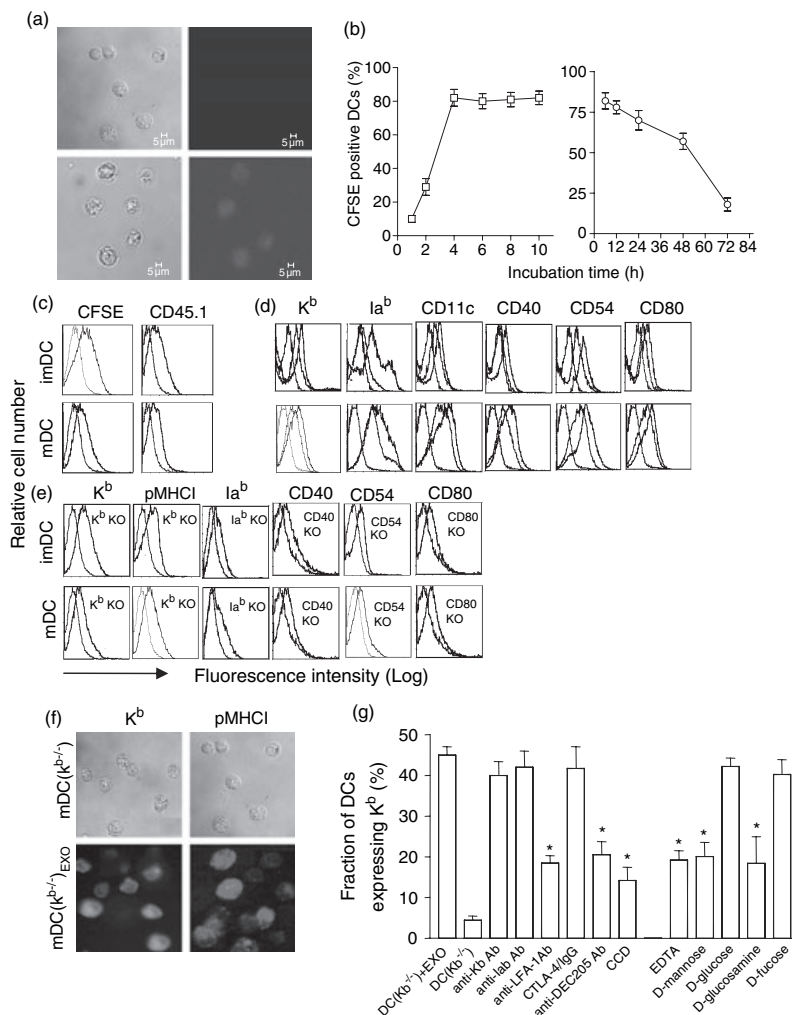 (a)
5 µm
5 µm
5 µm
5 µm
(b)
CFSE positive DCs (%)
100
80
60
40
20
0
0 2 4 6 8 10
100
75
50
25
0
0 12 24 36 48 60 72 84
Incubation time (h)
Relative cell number
(c)
CFSE CD45.1
imDC
mDC
(d)
K^b Ia^b CD11c CD40 CD54 CD80
(e)
K^b pMHCI Ia^b CD40 CD54 CD80
imDC
K^b KO K^b KO Ia^b KO CD40 KO CD54 KO CD80 KO
mDC
K^b KO K^b KO Ia^b KO CD40 KO CD54 KO CD80 KO
Fluorescence intensity (Log)
(f)
K^b pMHCI
mDC(k^b-/-)
mDC(k^b-/-)EXO
(g)
Fraction of DCs
expressing K^b (%)
50
40
30
20
10
0
* * * * * *
DC(Kb^-/-)+EXO
DC(Kb^-/-)
anti-Kb Ab
anti-Iab Ab
anti-LFA-1Ab
CTLA-4/IgG
anti-DEC205 Ab
CCD
EDTA
D-mannose
D-glucose
D-glucosamine
D-fucose